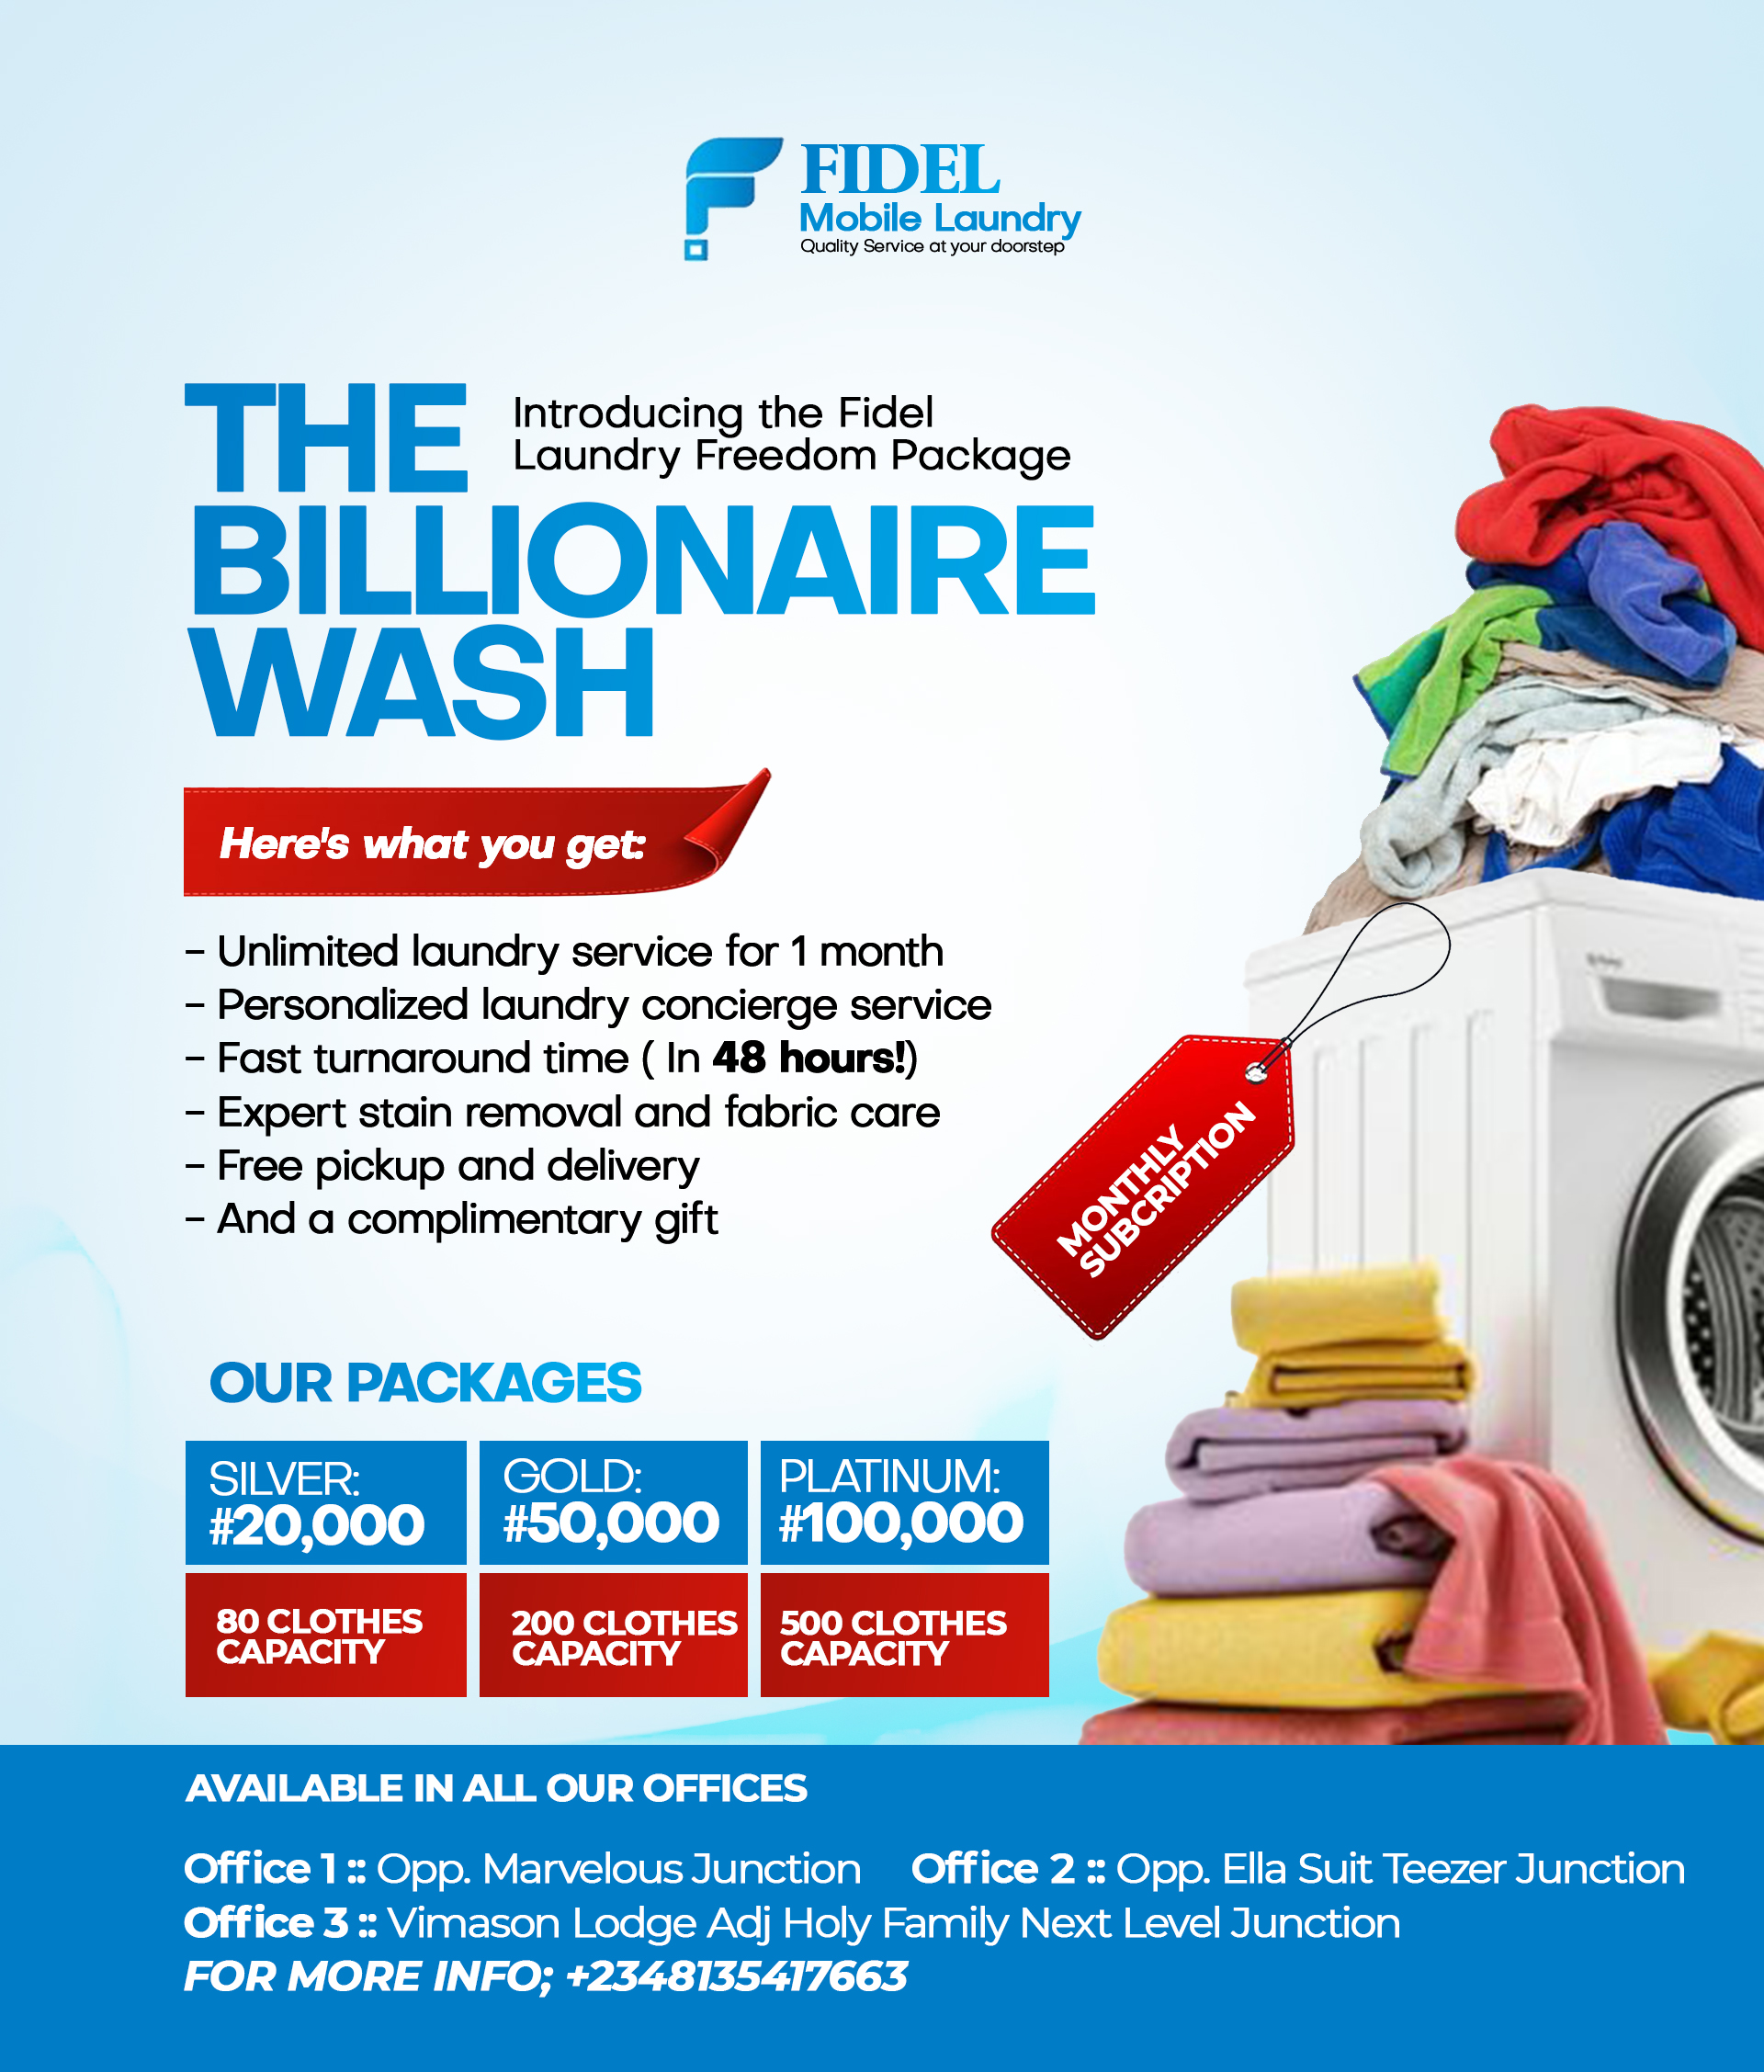 FIDEL
Mobile Laundry
Quality Service at your doorstep
THE
Introducing the Fidel
Laundry Freedom Package
BILLIONAIRE
WASH
Here's what you get:
- Unlimited laundry service for 1 month
- Personalized laundry concierge service
- Fast turnaround time ( In 48 hours!)
- Expert stain removal and fabric care
- Free pickup and delivery
- And a complimentary gift
MONTHLY
SUBCRIPTION
OUR PACKAGES
SILVER:
#20,000
80 CLOTHES
CAPACITY
GOLD:
#50,000
200 CLOTHES
CAPACITY
PLATINUM:
#100,000
500 CLOTHES
CAPACITY
AVAILABLE IN ALL OUR OFFICES
Office 1 :: Opp. Marvelous Junction Office 2 :: Opp. Ella Suit Teezer Junction
Office 3 :: Vimason Lodge Adj Holy Family Next Level Junction
FOR MORE INFO; +2348135417663